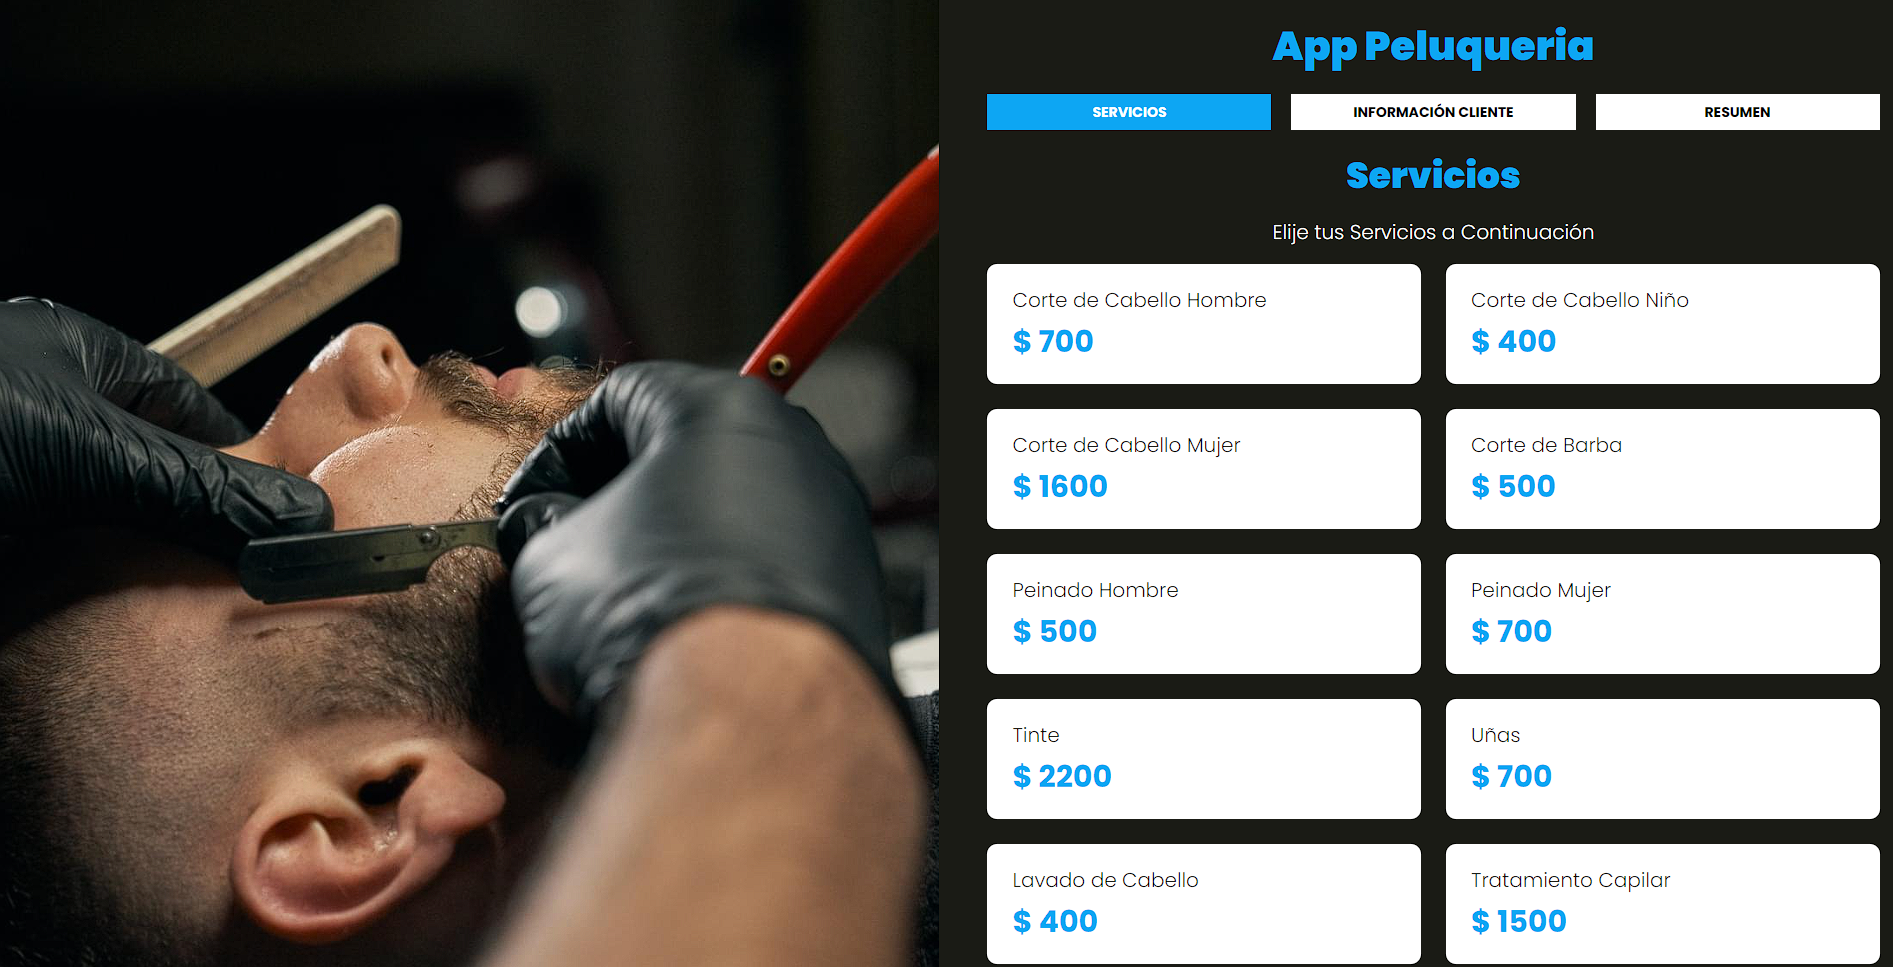 App Peluqueria
SERVICIOS
INFORMACIÓN CLIENTE
RESUMEN
Servicios
Elije tus Servicios a Continuación
Corte de Cabello Hombre
$ 700
Corte de Cabello Niño
$ 400
Corte de Cabello Mujer
$ 1600
Corte de Barba
$ 500
Peinado Hombre
$ 500
Peinado Mujer
$ 700
Tinte
$ 2200
Uñas
$ 700
Lavado de Cabello
$ 400
Tratamiento Capilar
$ 1500